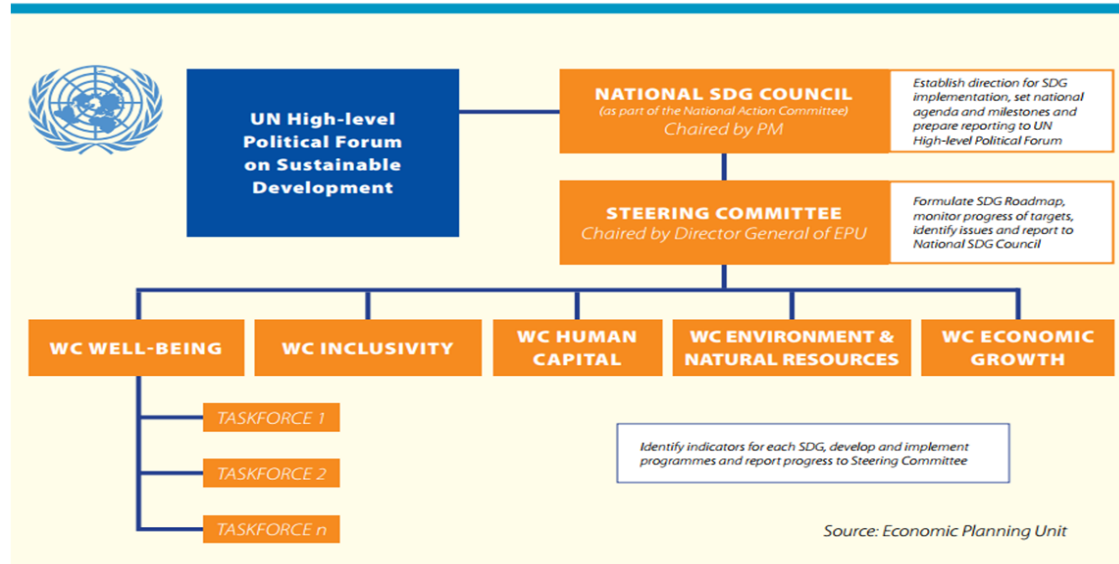 UN High-level
Political Forum
on Sustainable
Development
NATIONAL SDG COUNCIL
(as part of the National Action Committee)
Chaired by PM
Establish direction for SDG
implementation, set national
agenda and milestones and
prepare reporting to UN
High-level Political Forum
STEERING COMMITTEE
Chaired by Director General of EPU
Formulate SDG Roadmap,
monitor progress of targets,
identify issues and report to
National SDG Council
WC WELL-BEING
WC INCLUSIVITY
WC HUMAN
CAPITAL
WC ENVIRONMENT &
NATURAL RESOURCES
WC ECONOMIC
GROWTH
TASKFORCE 1
TASKFORCE 2
TASKFORCE n
Identify indicators for each SDG, develop and implement
programmes and report progress to Steering Committee
Source: Economic Planning Unit